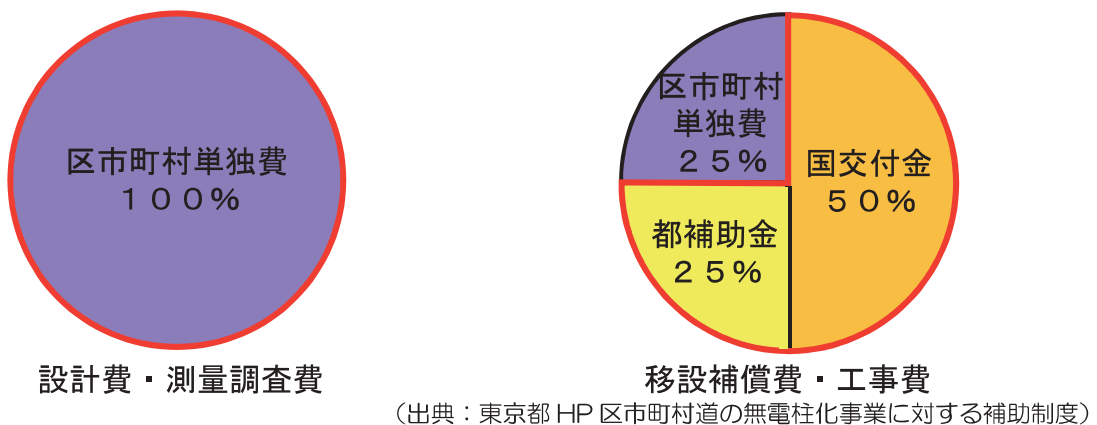 区市町村単独費
１００％
区市町村
単独費
２５％
国交付金
５０％
都補助金
２５％
設計費・測量調査費
移設補償費・工事費
（出典：東京都 HP 区市町村道の無電柱化事業に対する補助制度）